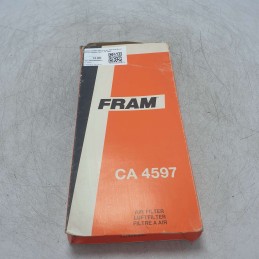 FRAM
CA 4597
AIR FILTER
LUFTFILTER
FILTRE A AIR